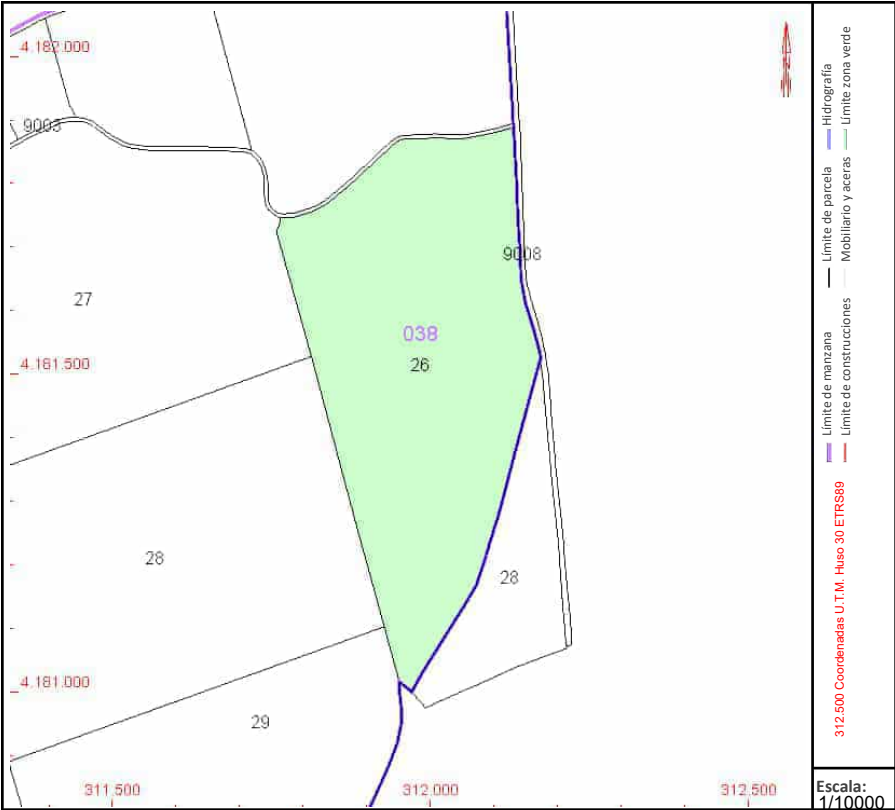 4.182.000
9003
9008
27
038
26
4.181.500
28
28
4.181.000
29
311.500
312.000
312.500
312.500 Coordenadas U.T.M. Huso 30 ETRS89
Límite de manzana
Límite de parcela
Hidrografía
Límite de construcciones
Mobiliario y aceras
Límite zona verde
Escala:
1/10000